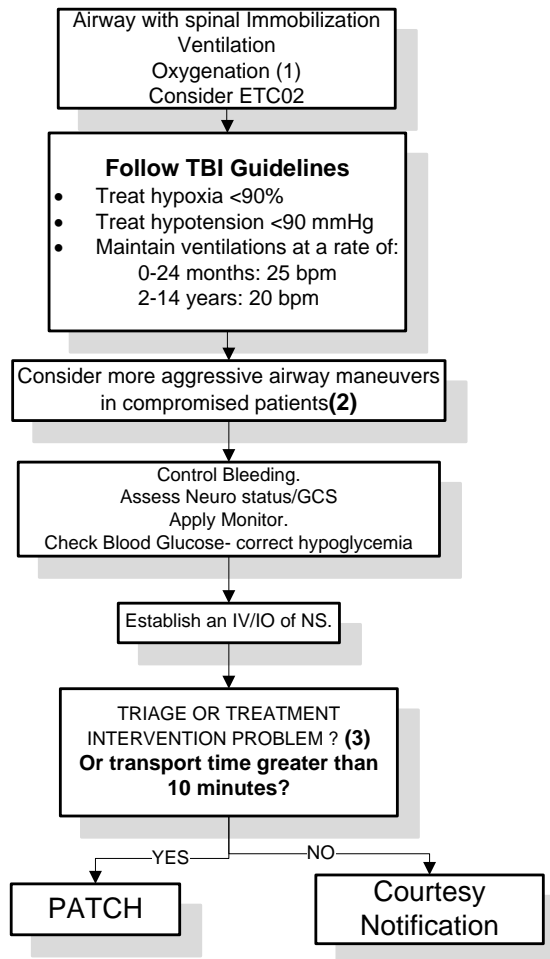 Airway with spinal Immobilization
Ventilation
Oxygenation (1)
Consider ETC02
Follow TBI Guidelines
• Treat hypoxia <90%
• Treat hypotension <90 mmHg
• Maintain ventilations at a rate of:
0-24 months: 25 bpm
2-14 years: 20 bpm
Consider more aggressive airway maneuvers
in compromised patients(2)
Control Bleeding.
Assess Neuro status/GCS
Apply Monitor.
Check Blood Glucose- correct hypoglycemia
Establish an IV/IO of NS.
TRIAGE OR TREATMENT
INTERVENTION PROBLEM ? (3)
Or transport time greater than
10 minutes?
YES
NO
PATCH
Courtesy
Notification